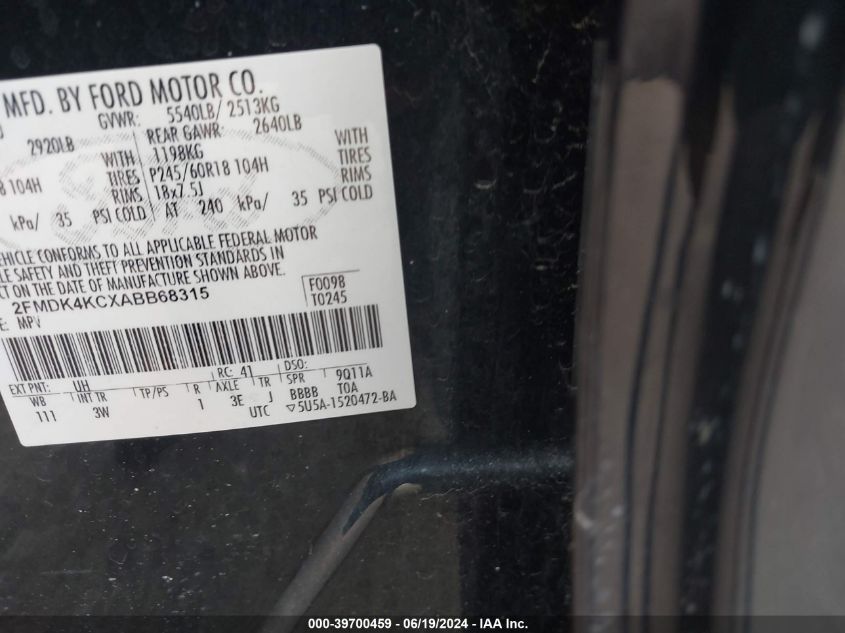 MFD. BY FORD MOTOR CO.
GVWR: 5540LB/ 2513KG
2920LB REAR GAWR: 2640LB
WITH 1198KG WITH
8 104H TIRES P245/60R18 104H TIRES
RIMS 18x7.5J RIMS
kPa/ 35 PSI COLD AT 240 kPa/ 35 PSI COLD
EHICLE CONFORMS TO ALL APPLICABLE FEDERAL MOTOR
LE SAFETY AND THEFT PREVENTION STANDARDS IN
CT ON THE DATE OF MANUFACTURE SHOWN ABOVE.
2FMDK4KCXABB68315 F0098
E: MPV T0245
EXT PNT: UH RC: 41 DSO:
WB INT TR TP/PS R AXLE TR SPR 9Q11A
111 3W 1 3E J BBBB TOA
UTC ▽5U5A-1520472-BA
000-39700459 - 06/19/2024 - IAA Inc.